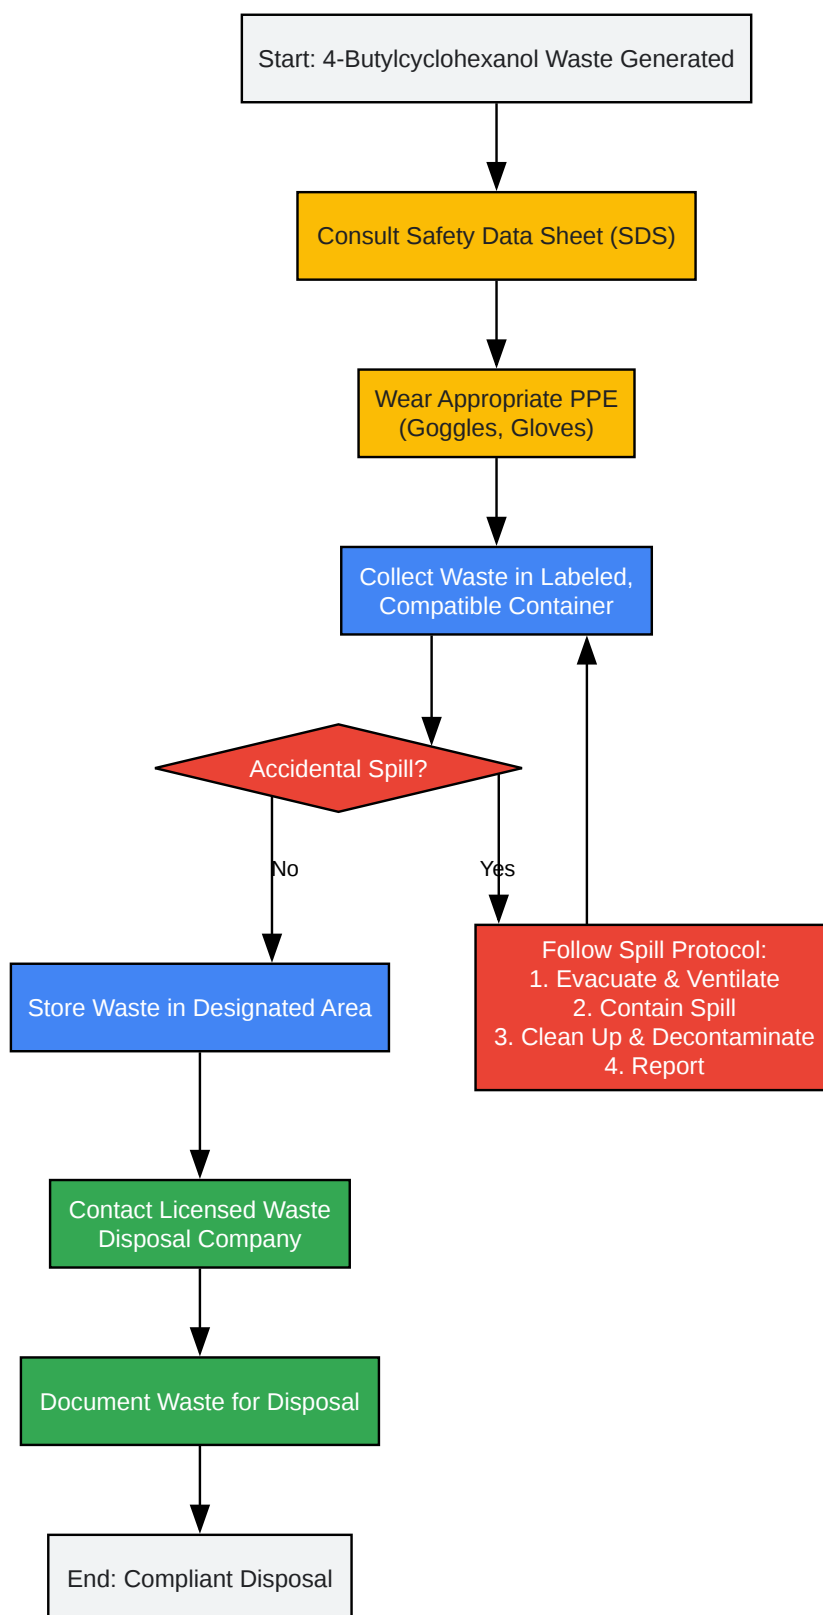 Start: 4-Butylcyclohexanol Waste Generated
Consult Safety Data Sheet (SDS)
Wear Appropriate PPE
(Goggles, Gloves)
Collect Waste in Labeled,
Compatible Container
Accidental Spill?
No
Yes
Follow Spill Protocol:
1. Evacuate & Ventilate
2. Contain Spill
3. Clean Up & Decontaminate
4. Report
Store Waste in Designated Area
Contact Licensed Waste
Disposal Company
Document Waste for Disposal
End: Compliant Disposal